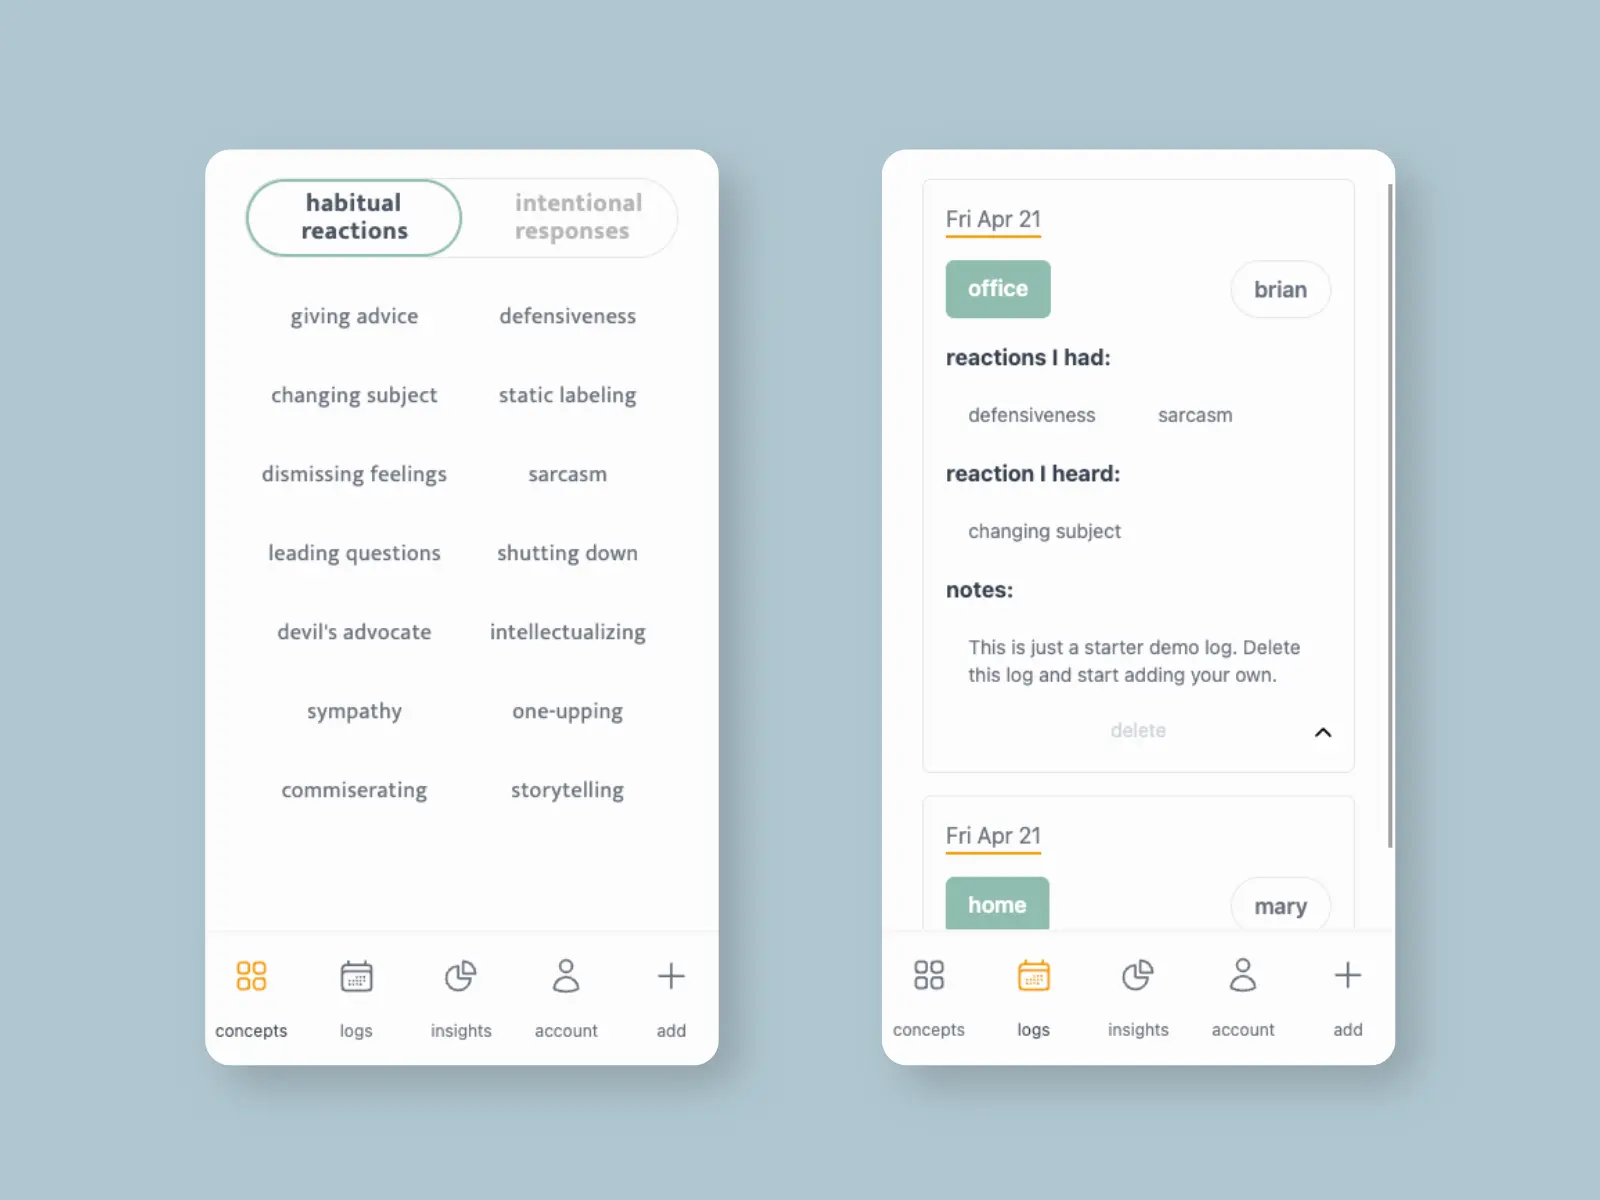 habitual
reactions
intentional
responses
giving advice
defensiveness
changing subject
static labeling
dismissing feelings
sarcasm
leading questions
shutting down
devil's advocate
intellectualizing
sympathy
one-upping
commiserating
storytelling
concepts
logs
insights
account
add
Fri Apr 21
office
brian
reactions I had:
defensiveness
sarcasm
reaction I heard:
changing subject
notes:
This is just a starter demo log. Delete
this log and start adding your own.
delete
Fri Apr 21
home
mary
concepts
logs
insights
account
add